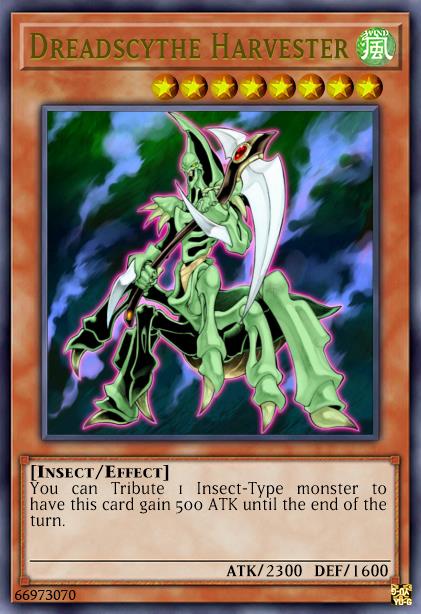 DREADSCYTHE HARVESTER
WIND
風
[INSECT/EFFECT]
You can Tribute 1 Insect-Type monster to
have this card gain 500 ATK until the end of the
turn.
ATK/2300 DEF/1600
66973070